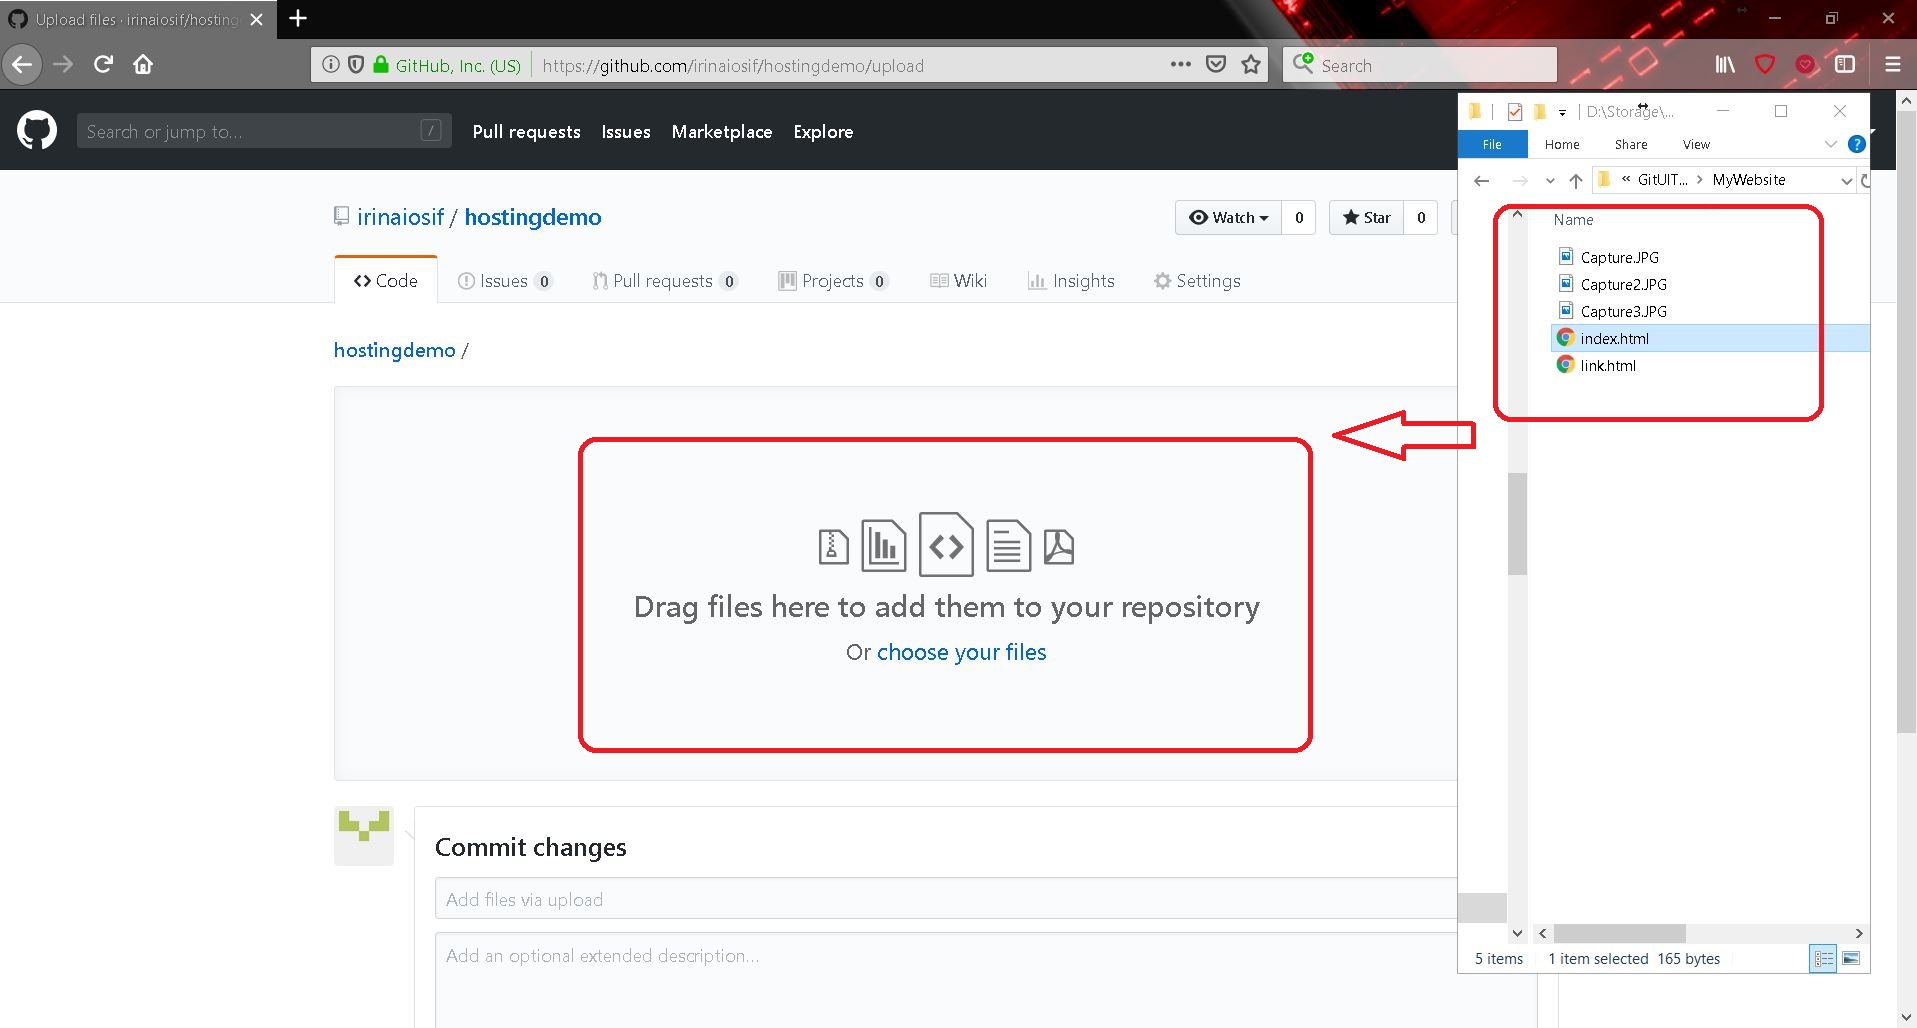 Upload files · irinaiosif/hosting
GitHub, Inc. (US) https://github.com/irinaiosif/hostingdemo/upload
Search
Search or jump to... /
Pull requests Issues Marketplace Explore
irinaiosif / hostingdemo
Watch 0 Star 0
Code Issues 0 Pull requests 0 Projects 0 Wiki Insights Settings
hostingdemo /
Drag files here to add them to your repository
Or choose your files
Commit changes
Add files via upload
Add an optional extended description...
D:\Storage\...
File Home Share View ?
« GitUIT... > MyWebsite
Name
Capture.JPG
Capture2.JPG
Capture3.JPG
index.html
link.html
5 items 1 item selected 165 bytes